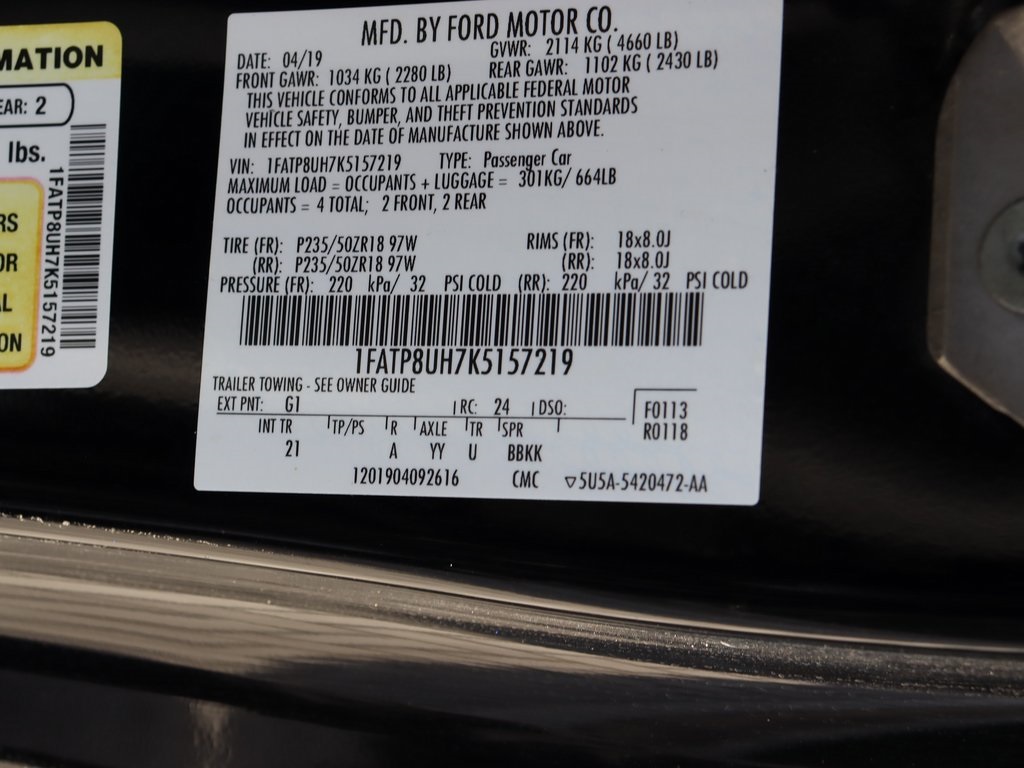 MATION
EAR: 2
lbs.
RS
OR
AL
ON
1FATP8UH7K5157219
MFD. BY FORD MOTOR CO.
DATE: 04/19 GVWR: 2114 KG ( 4660 LB)
FRONT GAWR: 1034 KG ( 2280 LB) REAR GAWR: 1102 KG ( 2430 LB)
THIS VEHICLE CONFORMS TO ALL APPLICABLE FEDERAL MOTOR
VEHICLE SAFETY, BUMPER, AND THEFT PREVENTION STANDARDS
IN EFFECT ON THE DATE OF MANUFACTURE SHOWN ABOVE.
VIN: 1FATP8UH7K5157219 TYPE: Passenger Car
MAXIMUM LOAD = OCCUPANTS + LUGGAGE = 301KG/ 664LB
OCCUPANTS = 4 TOTAL; 2 FRONT, 2 REAR
TIRE (FR): P235/50ZR18 97W RIMS (FR): 18x8.0J
(RR): P235/50ZR18 97W (RR): 18x8.0J
PRESSURE (FR): 220 kPa/ 32 PSI COLD (RR): 220 kPa/ 32 PSI COLD
1FATP8UH7K5157219
TRAILER TOWING - SEE OWNER GUIDE
EXT PNT: G1 RC: 24 DSO: F0113
INT TR TP/PS R AXLE TR SPR R0118
21 A YY U BBKK
1201904092616 CMC ▽5U5A-5420472-AA